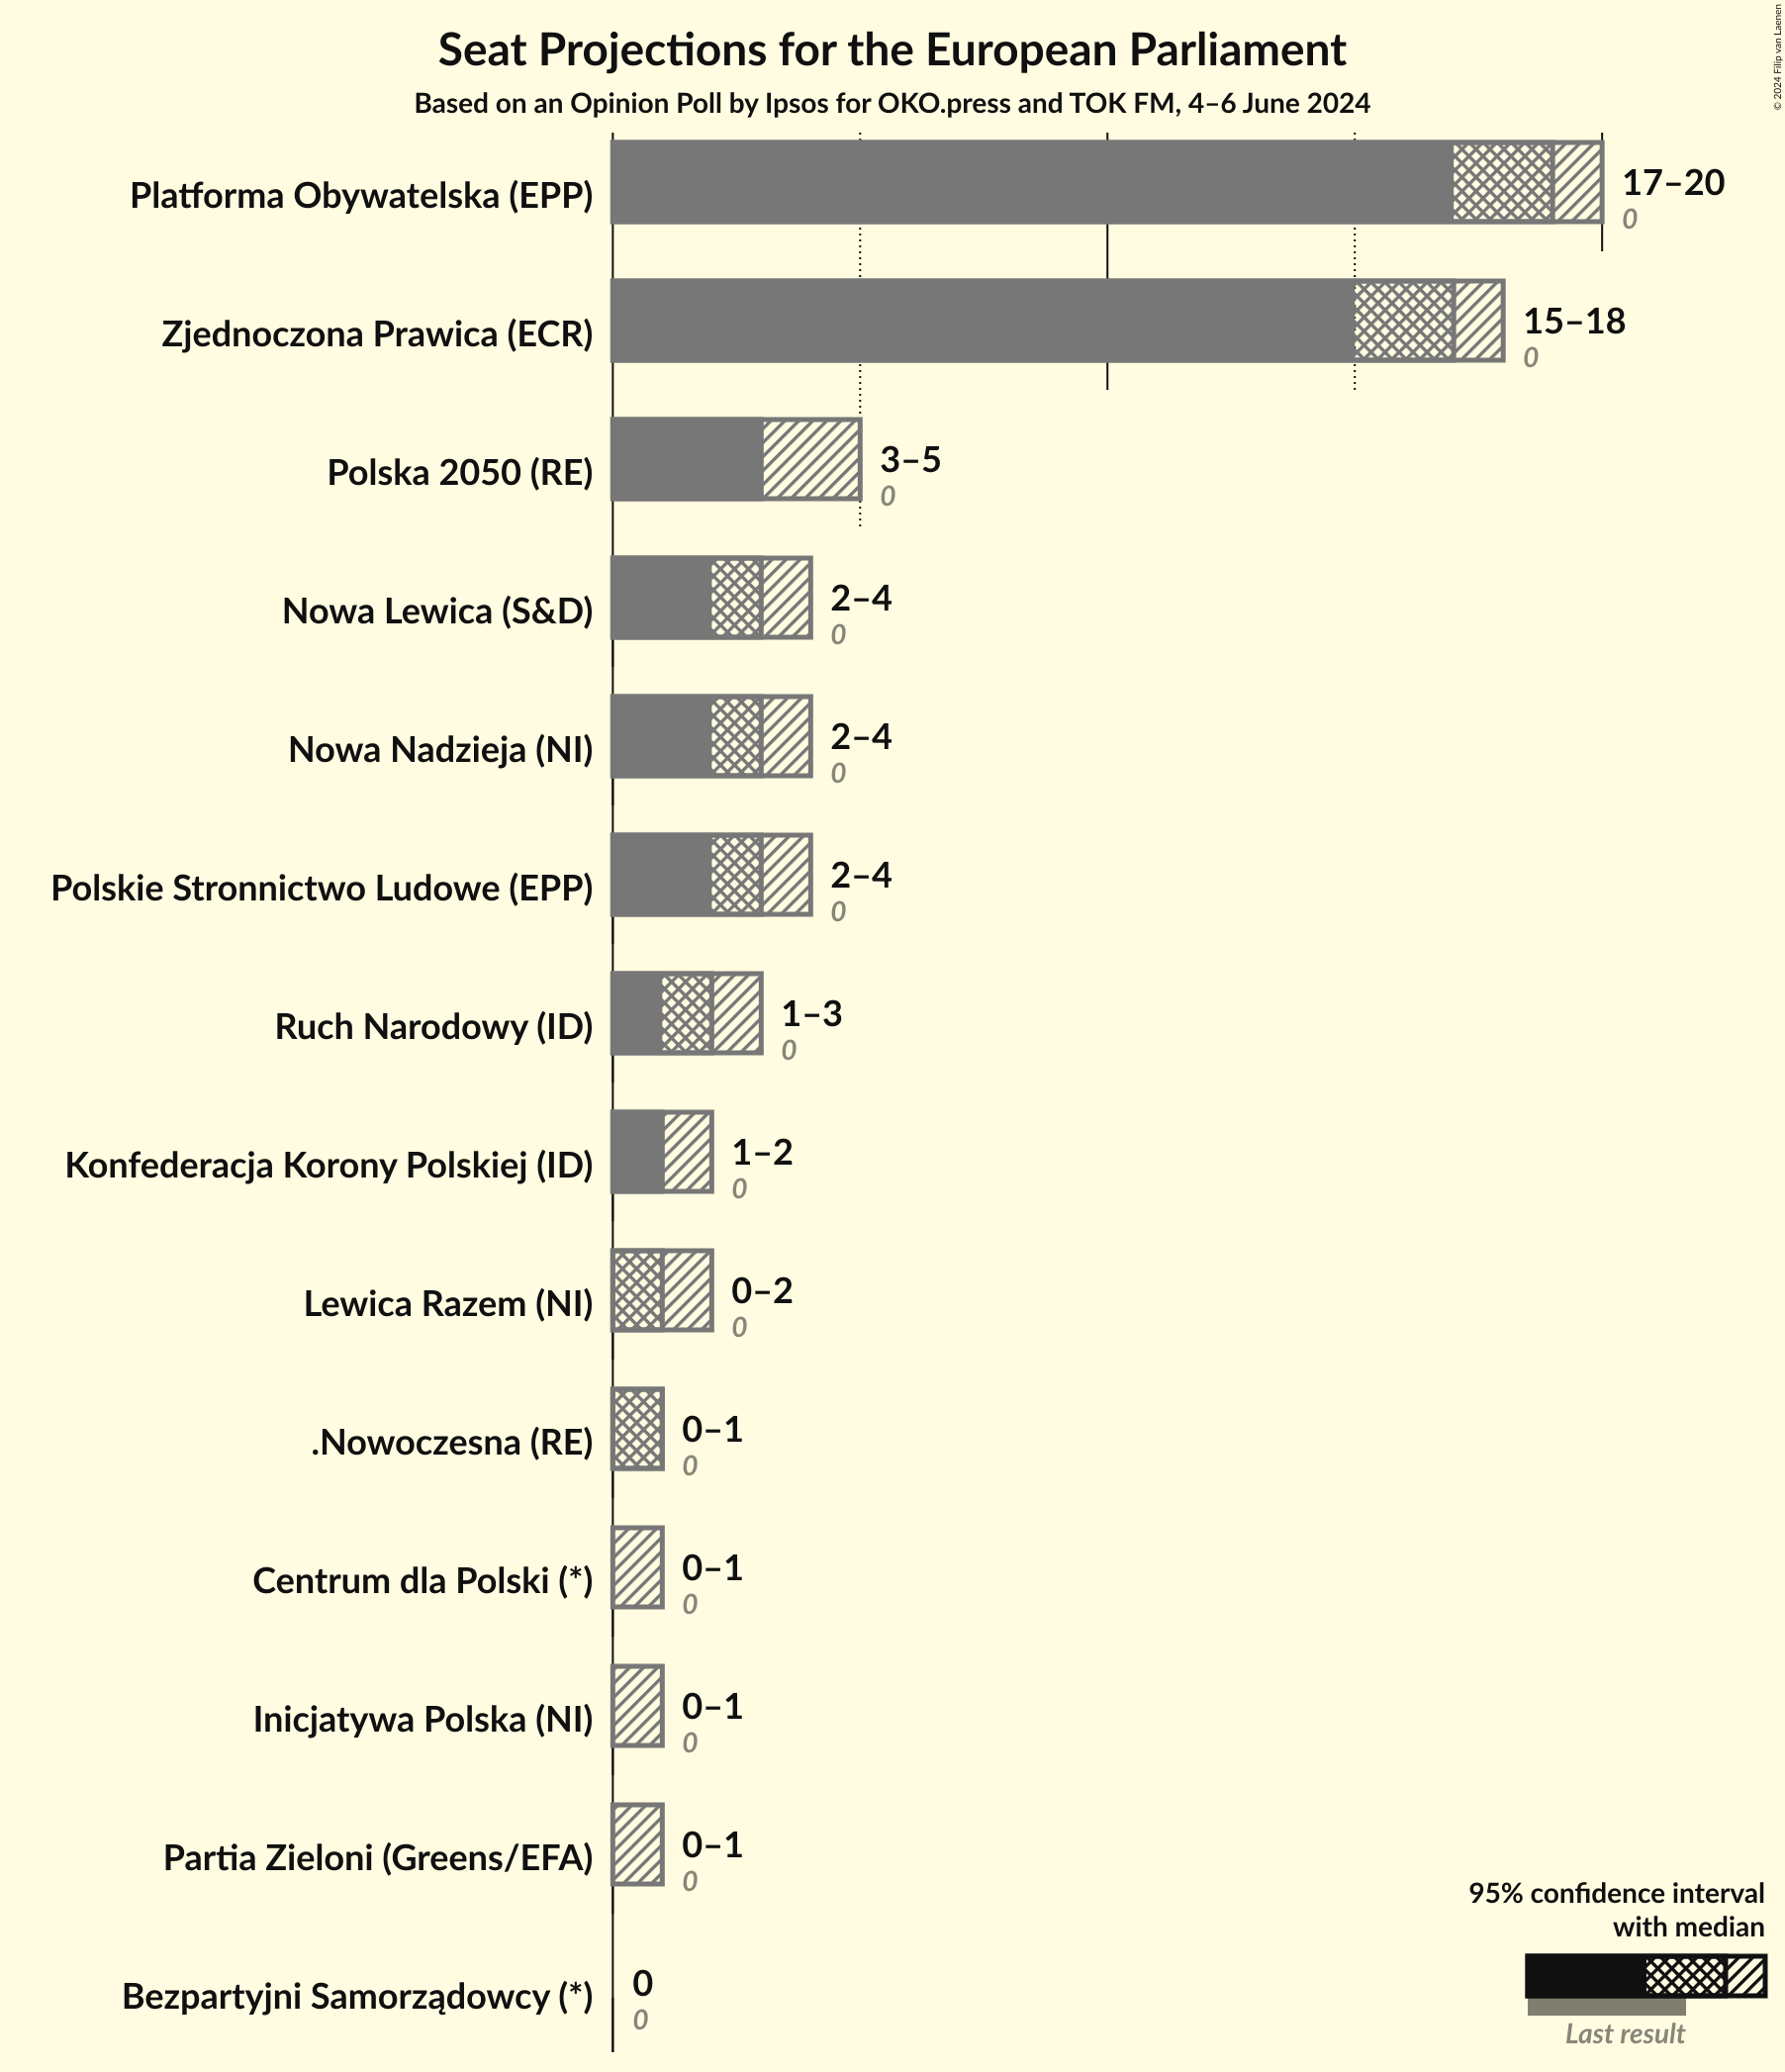 Seat Projections for the European Parliament
Based on an Opinion Poll by Ipsos for OKO.press and TOK FM, 4–6 June 2024
© 2024 Filip van Laenen
Platforma Obywatelska (EPP)
17–20
0
Zjednoczona Prawica (ECR)
15–18
0
Polska 2050 (RE)
3–5
0
Nowa Lewica (S&D)
2–4
0
Nowa Nadzieja (NI)
2–4
0
Polskie Stronnictwo Ludowe (EPP)
2–4
0
Ruch Narodowy (ID)
1–3
0
Konfederacja Korony Polskiej (ID)
1–2
0
Lewica Razem (NI)
0–2
0
.Nowoczesna (RE)
0–1
0
Centrum dla Polski (*)
0–1
0
Inicjatywa Polska (NI)
0–1
0
Partia Zieloni (Greens/EFA)
0–1
0
Bezpartyjni Samorządowcy (*)
0
0
95% confidence interval
with median
Last result